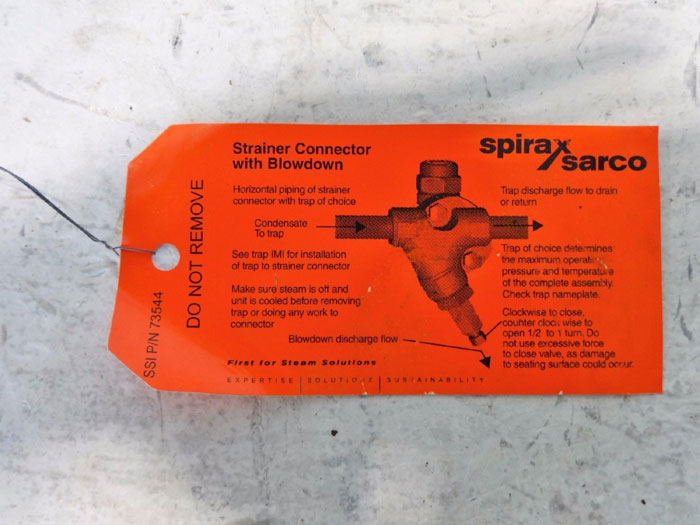 SSI P/N 73544
DO NOT REMOVE
Strainer Connector
with Blowdown
Horizontal piping of strainer
connector with trap of choice
Condensate
To trap
See trap IMI for installation
of trap to strainer connector
Make sure steam is off and
unit is cooled before removing
trap or doing any work to
connector
Blowdown discharge flow
First for Steam Solutions
EXPERTISE | SOLUTIONS | SUSTAINABILITY
spirax
sarco
Trap discharge flow to drain
or return
Trap of choice determines
the maximum operating
pressure and temperature
of the complete assembly.
Check trap nameplate.
Clockwise to close,
counter clock wise to
open 1/2 to 1 turn. Do
not use excessive force
to close valve, as damage
to seating surface could occur.